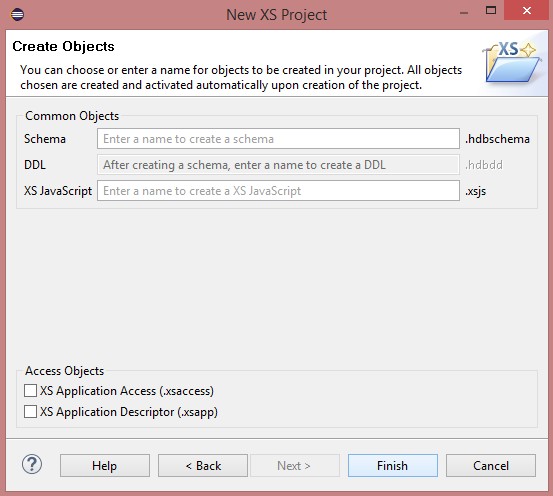 New XS Project
Create Objects
You can choose or enter a name for objects to be created in your project. All objects
chosen are created and activated automatically upon creation of the project.
XS
Common Objects
Schema Enter a name to create a schema .hdbschema
DDL After creating a schema, enter a name to create a DDL .hdbdd
XS JavaScript Enter a name to create a XS JavaScript .xsjs
Access Objects
XS Application Access (.xsaccess)
XS Application Descriptor (.xsapp)
? Help < Back Next > Finish Cancel